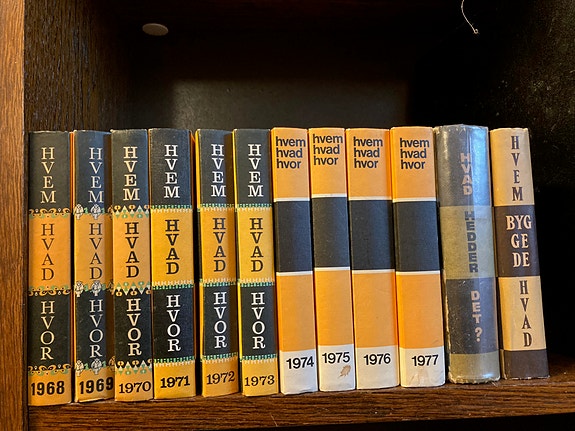 HVEM
HVAD
HVOR
1968
HVEM
HVAD
HVOR
1969
HVEM
HVAD
HVOR
1970
HVEM
HVAD
HVOR
1971
HVEM
HVAD
HVOR
1972
HVEM
HVAD
HVOR
1973
hvem
hvad
hvor
1974
hvem
hvad
hvor
1975
hvem
hvad
hvor
1976
hvem
hvad
hvor
1977
HVAD
HEDDER
DET?
HVEM
BYG
GE DE
HVAD